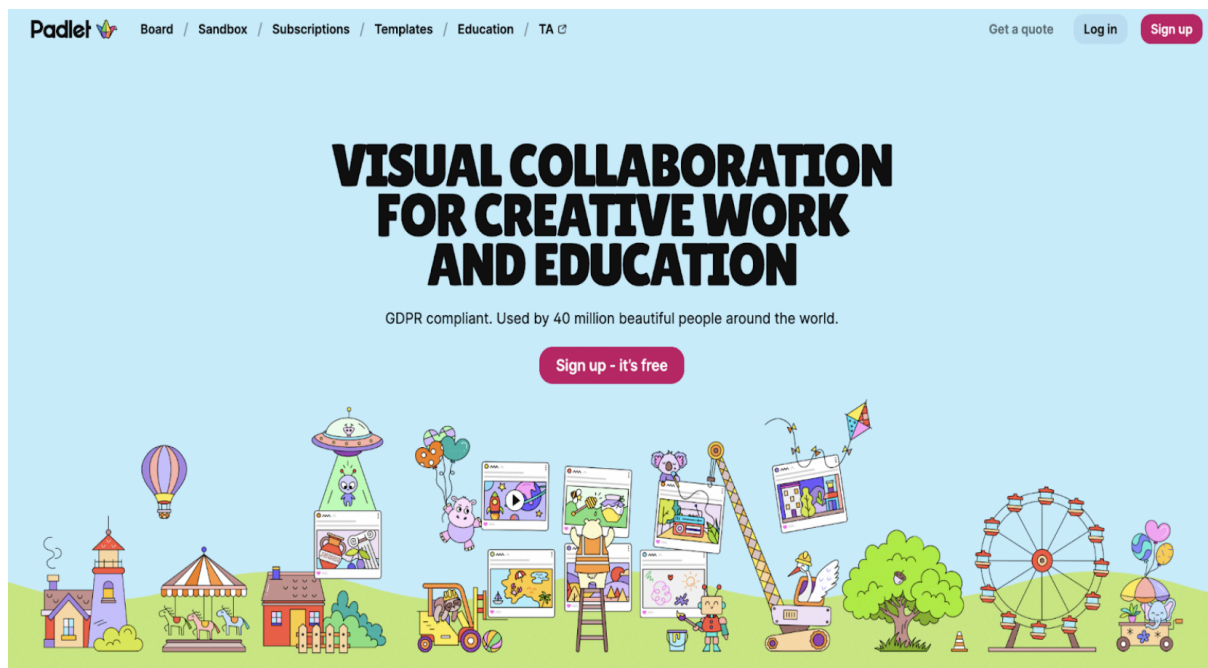 Padlet
Board / Sandbox / Subscriptions / Templates / Education / TA
Get a quote
Log in
Sign up
VISUAL COLLABORATION
FOR CREATIVE WORK
AND EDUCATION
GDPR compliant. Used by 40 million beautiful people around the world.
Sign up - it's free